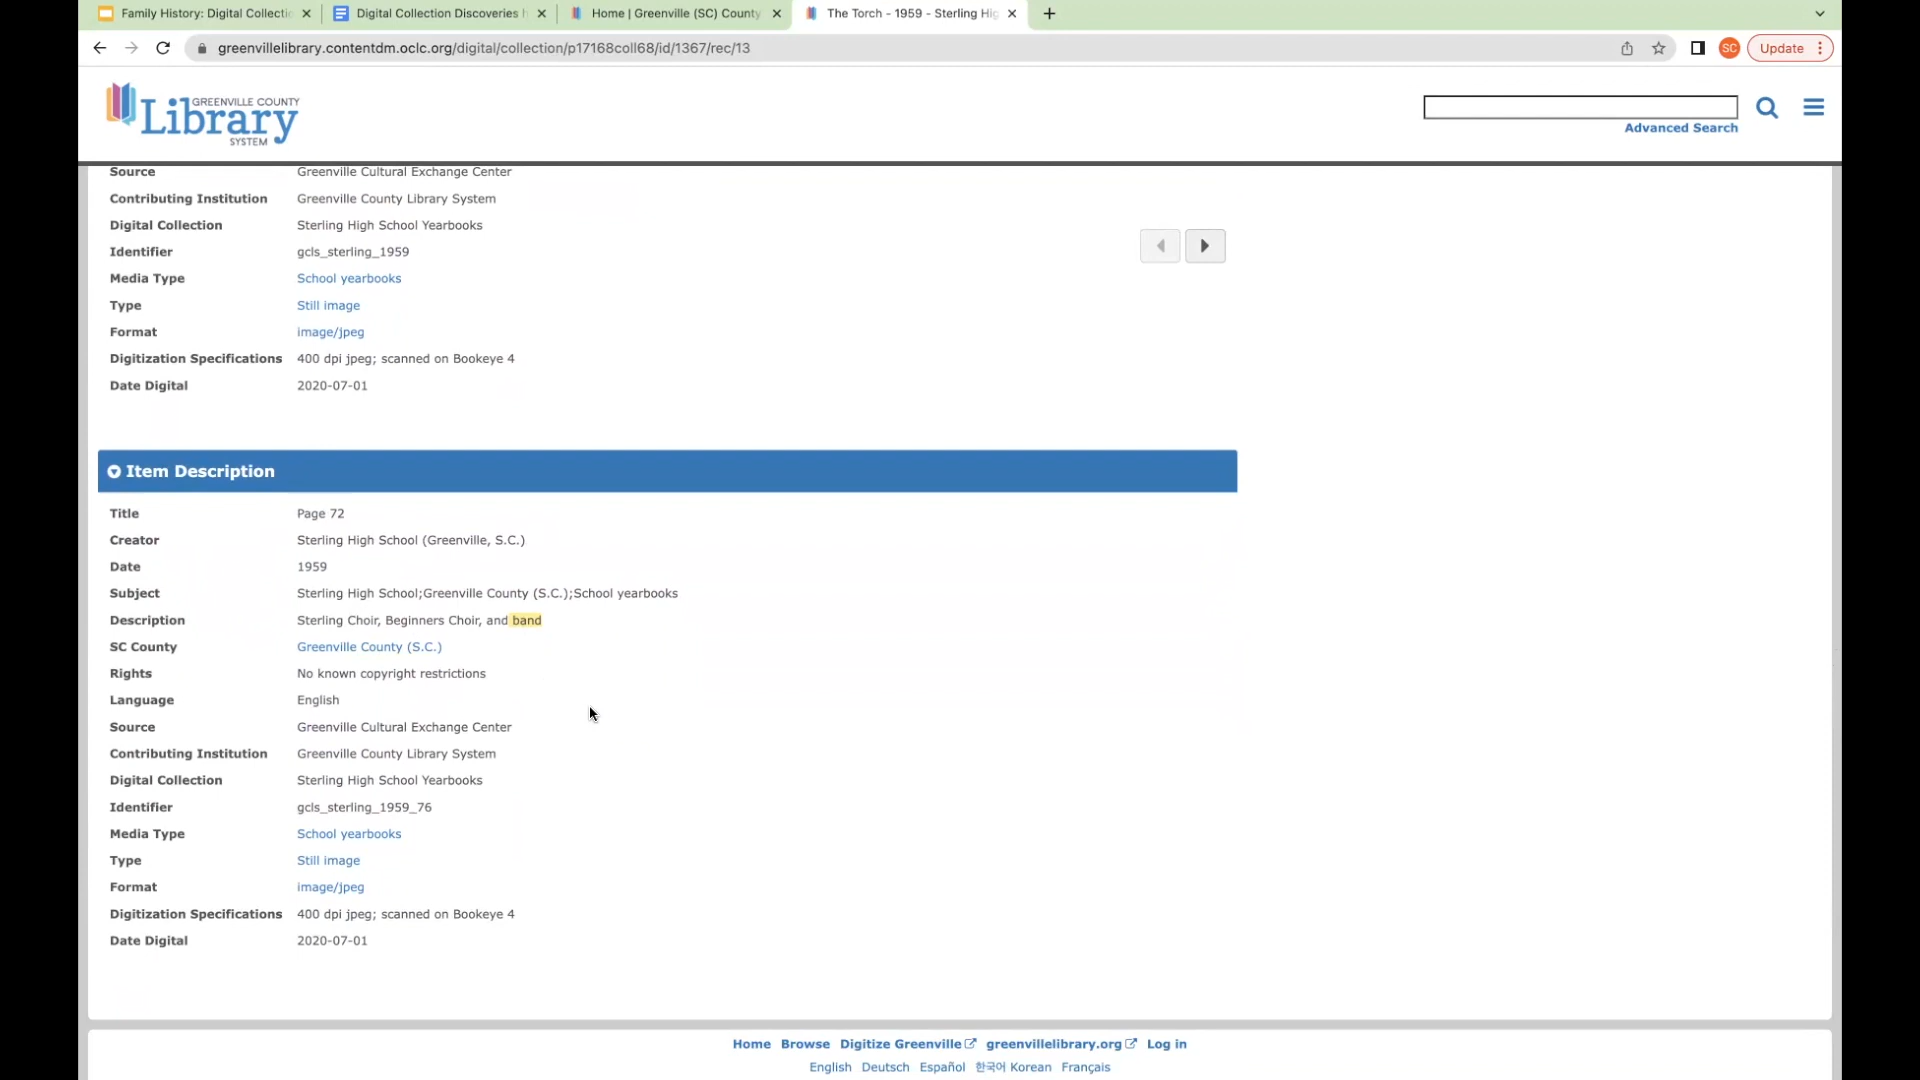 Family History: Digital Collectic
Digital Collection Discoveries h
Home | Greenville (SC) County
The Torch - 1959 - Sterling Hig
greenvillelibrary.contentdm.oclc.org/digital/collection/p17168coll68/id/1367/rec/13
SC
Update
GREENVILLE COUNTY
Library
SYSTEM
Advanced Search
Source Greenville Cultural Exchange Center
Contributing Institution Greenville County Library System
Digital Collection Sterling High School Yearbooks
Identifier gcls_sterling_1959
Media Type School yearbooks
Type Still image
Format image/jpeg
Digitization Specifications 400 dpi jpeg; scanned on Bookeye 4
Date Digital 2020-07-01
Item Description
Title Page 72
Creator Sterling High School (Greenville, S.C.)
Date 1959
Subject Sterling High School;Greenville County (S.C.);School yearbooks
Description Sterling Choir, Beginners Choir, and band
SC County Greenville County (S.C.)
Rights No known copyright restrictions
Language English
Source Greenville Cultural Exchange Center
Contributing Institution Greenville County Library System
Digital Collection Sterling High School Yearbooks
Identifier gcls_sterling_1959_76
Media Type School yearbooks
Type Still image
Format image/jpeg
Digitization Specifications 400 dpi jpeg; scanned on Bookeye 4
Date Digital 2020-07-01
Home Browse Digitize Greenville greenvillelibrary.org Log in
English Deutsch Español 한국어 Korean Français